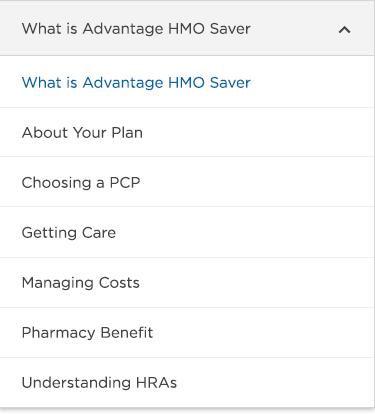 What is Advantage HMO Saver
What is Advantage HMO Saver
About Your Plan
Choosing a PCP
Getting Care
Managing Costs
Pharmacy Benefit
Understanding HRAs